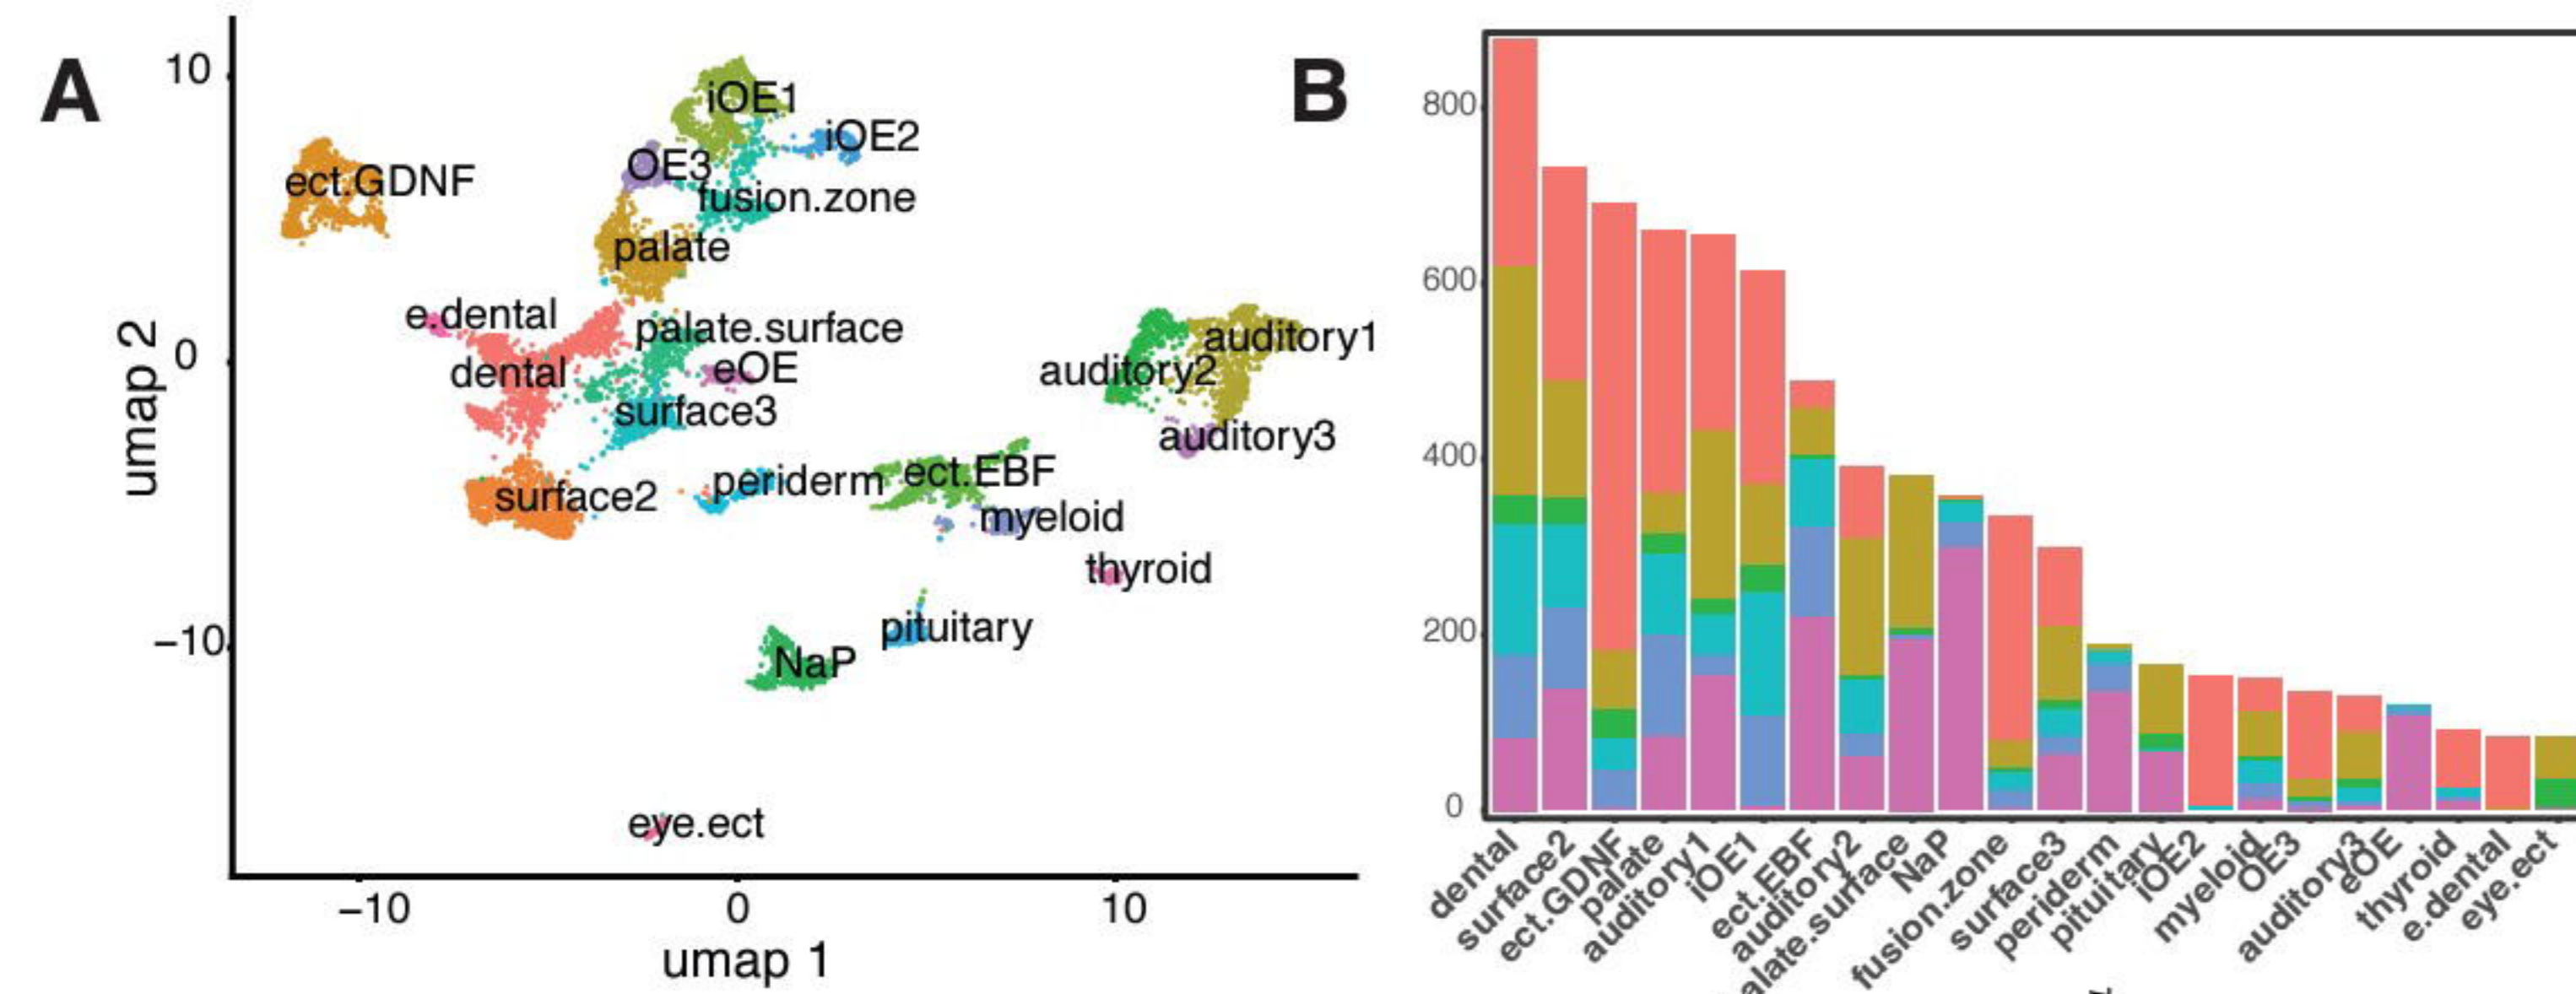 A
10
0
−10
umap 2
−10
0
10
umap 1
iOE1
iOE2
OE3
fusion.zone
ect.GDNF
palate
e.dental
palate.surface
dental
eOE
surface3
auditory1
auditory2
auditory3
surface2
periderm
ect.EBF
myeloid
thyroid
pituitary
NaP
eye.ect
B
800
600
400
200
0
dental
surface2
ect.GDNF
palate
auditory1
iOE1
ect.EBF
auditory2
alate.surface
NaP
fusion.zone
surface3
periderm
pituitary
iOE2
myeloid
OE3
auditory3
eOE
thyroid
e.dental
eye.ect